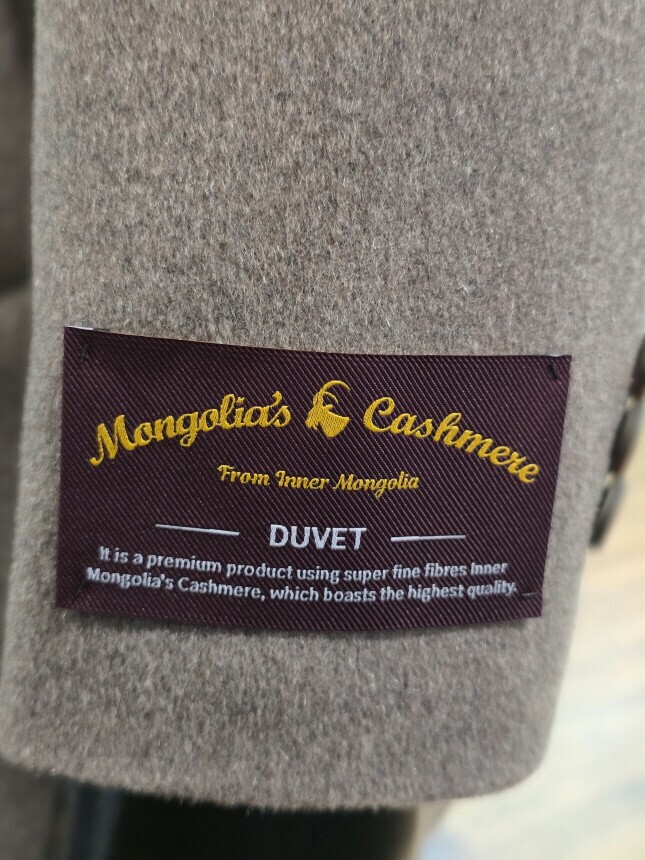 Mongolia's Cashmere
From Inner Mongolia
DUVET
It is a premium product using super fine fibres Inner
Mongolia's Cashmere, which boasts the highest quality.